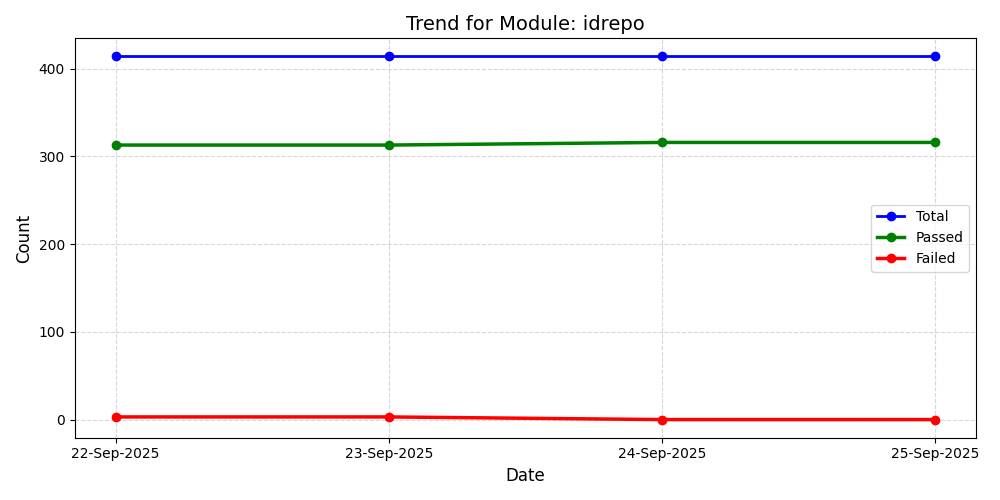 Trend for Module: idrepo
400
300
200
100
0
Count
Total
Passed
Failed
22-Sep-2025
23-Sep-2025
24-Sep-2025
25-Sep-2025
Date